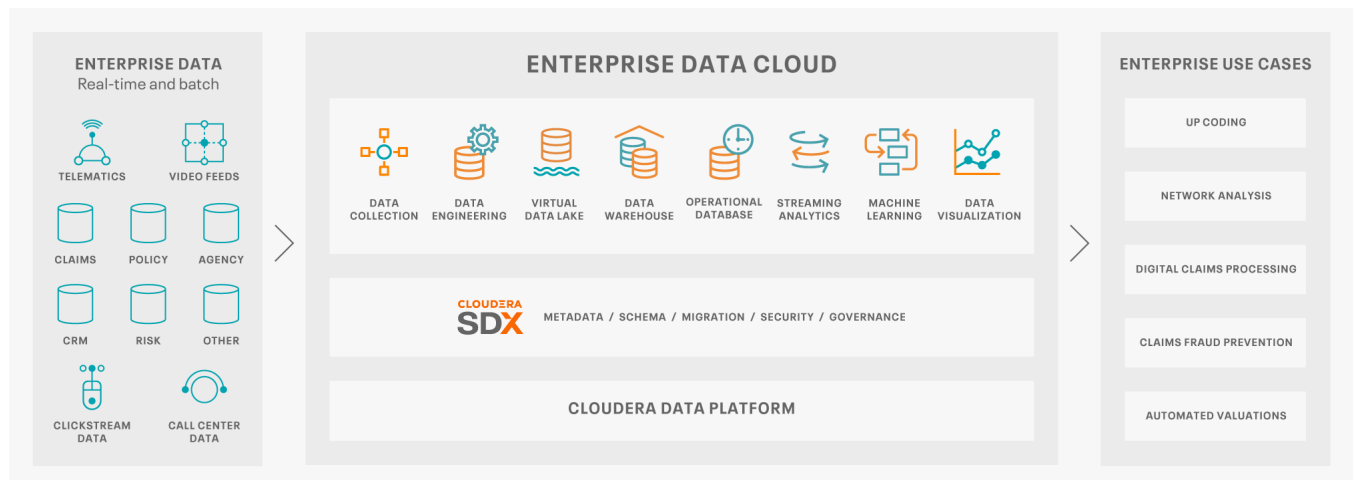 ENTERPRISE DATA
Real-time and batch
TELEMATICS
VIDEO FEEDS
CLAIMS
POLICY
AGENCY
CRM
RISK
OTHER
CLICKSTREAM
DATA
CALL CENTER
DATA
ENTERPRISE DATA CLOUD
DATA
COLLECTION
DATA
ENGINEERING
VIRTUAL
DATA LAKE
DATA
WAREHOUSE
OPERATIONAL
DATABASE
STREAMING
ANALYTICS
MACHINE
LEARNING
DATA
VISUALIZATION
CLOUDERA
SDX
METADATA / SCHEMA / MIGRATION / SECURITY / GOVERNANCE
CLOUDERA DATA PLATFORM
ENTERPRISE USE CASES
UP CODING
NETWORK ANALYSIS
DIGITAL CLAIMS PROCESSING
CLAIMS FRAUD PREVENTION
AUTOMATED VALUATIONS